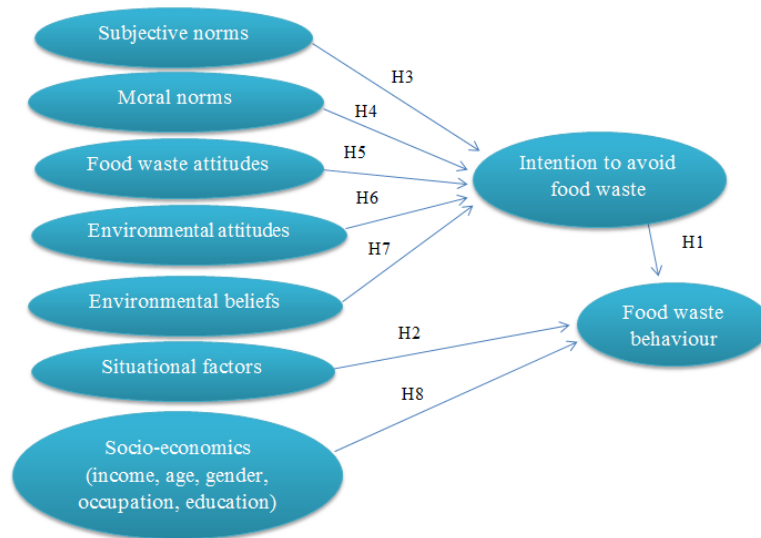 Subjective norms
H3
Moral norms
H4
Food waste attitudes
H5
Intention to avoid
food waste
H6
Environmental attitudes
H7
H1
Environmental beliefs
Food waste
behaviour
H2
Situational factors
H8
Socio-economics
(income, age, gender,
occupation, education)